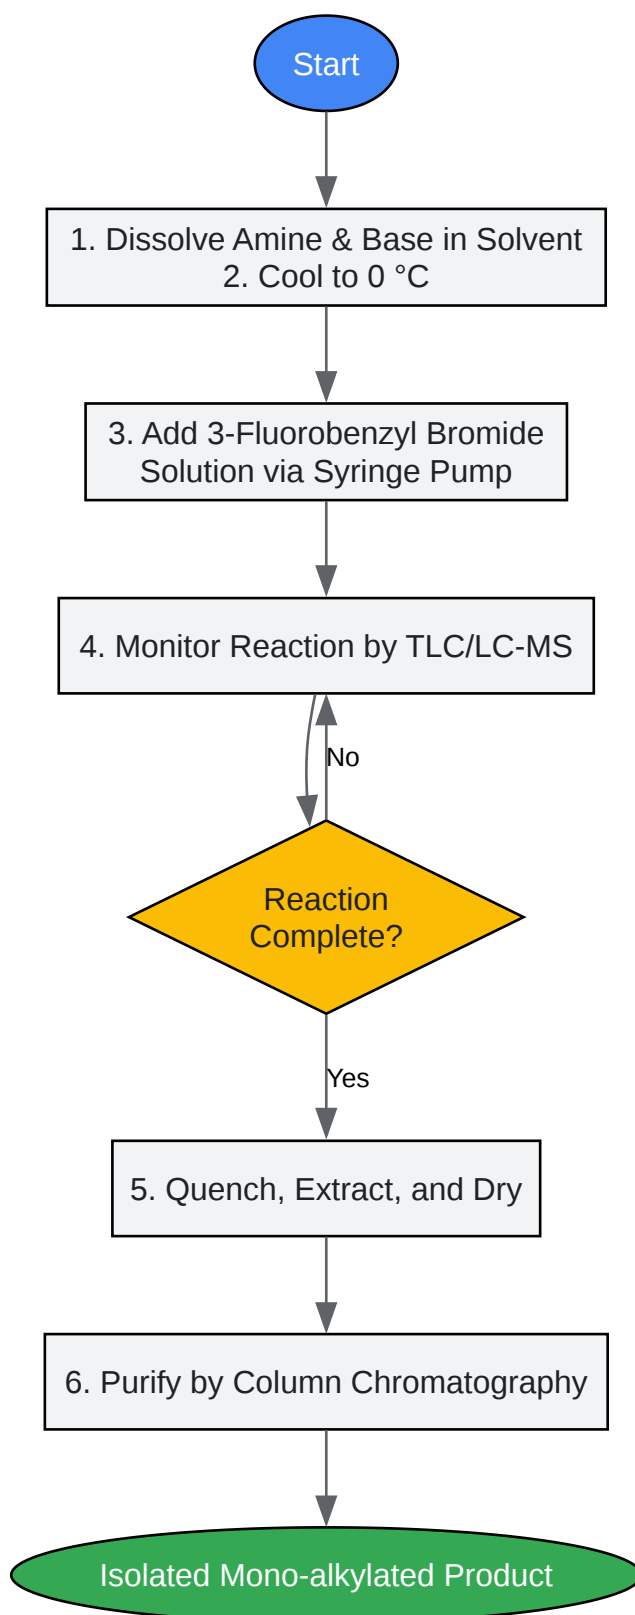 Start
1. Dissolve Amine & Base in Solvent
2. Cool to 0 °C
3. Add 3-Fluorobenzyl Bromide
Solution via Syringe Pump
4. Monitor Reaction by TLC/LC-MS
No
Reaction
Complete?
Yes
5. Quench, Extract, and Dry
6. Purify by Column Chromatography
Isolated Mono-alkylated Product